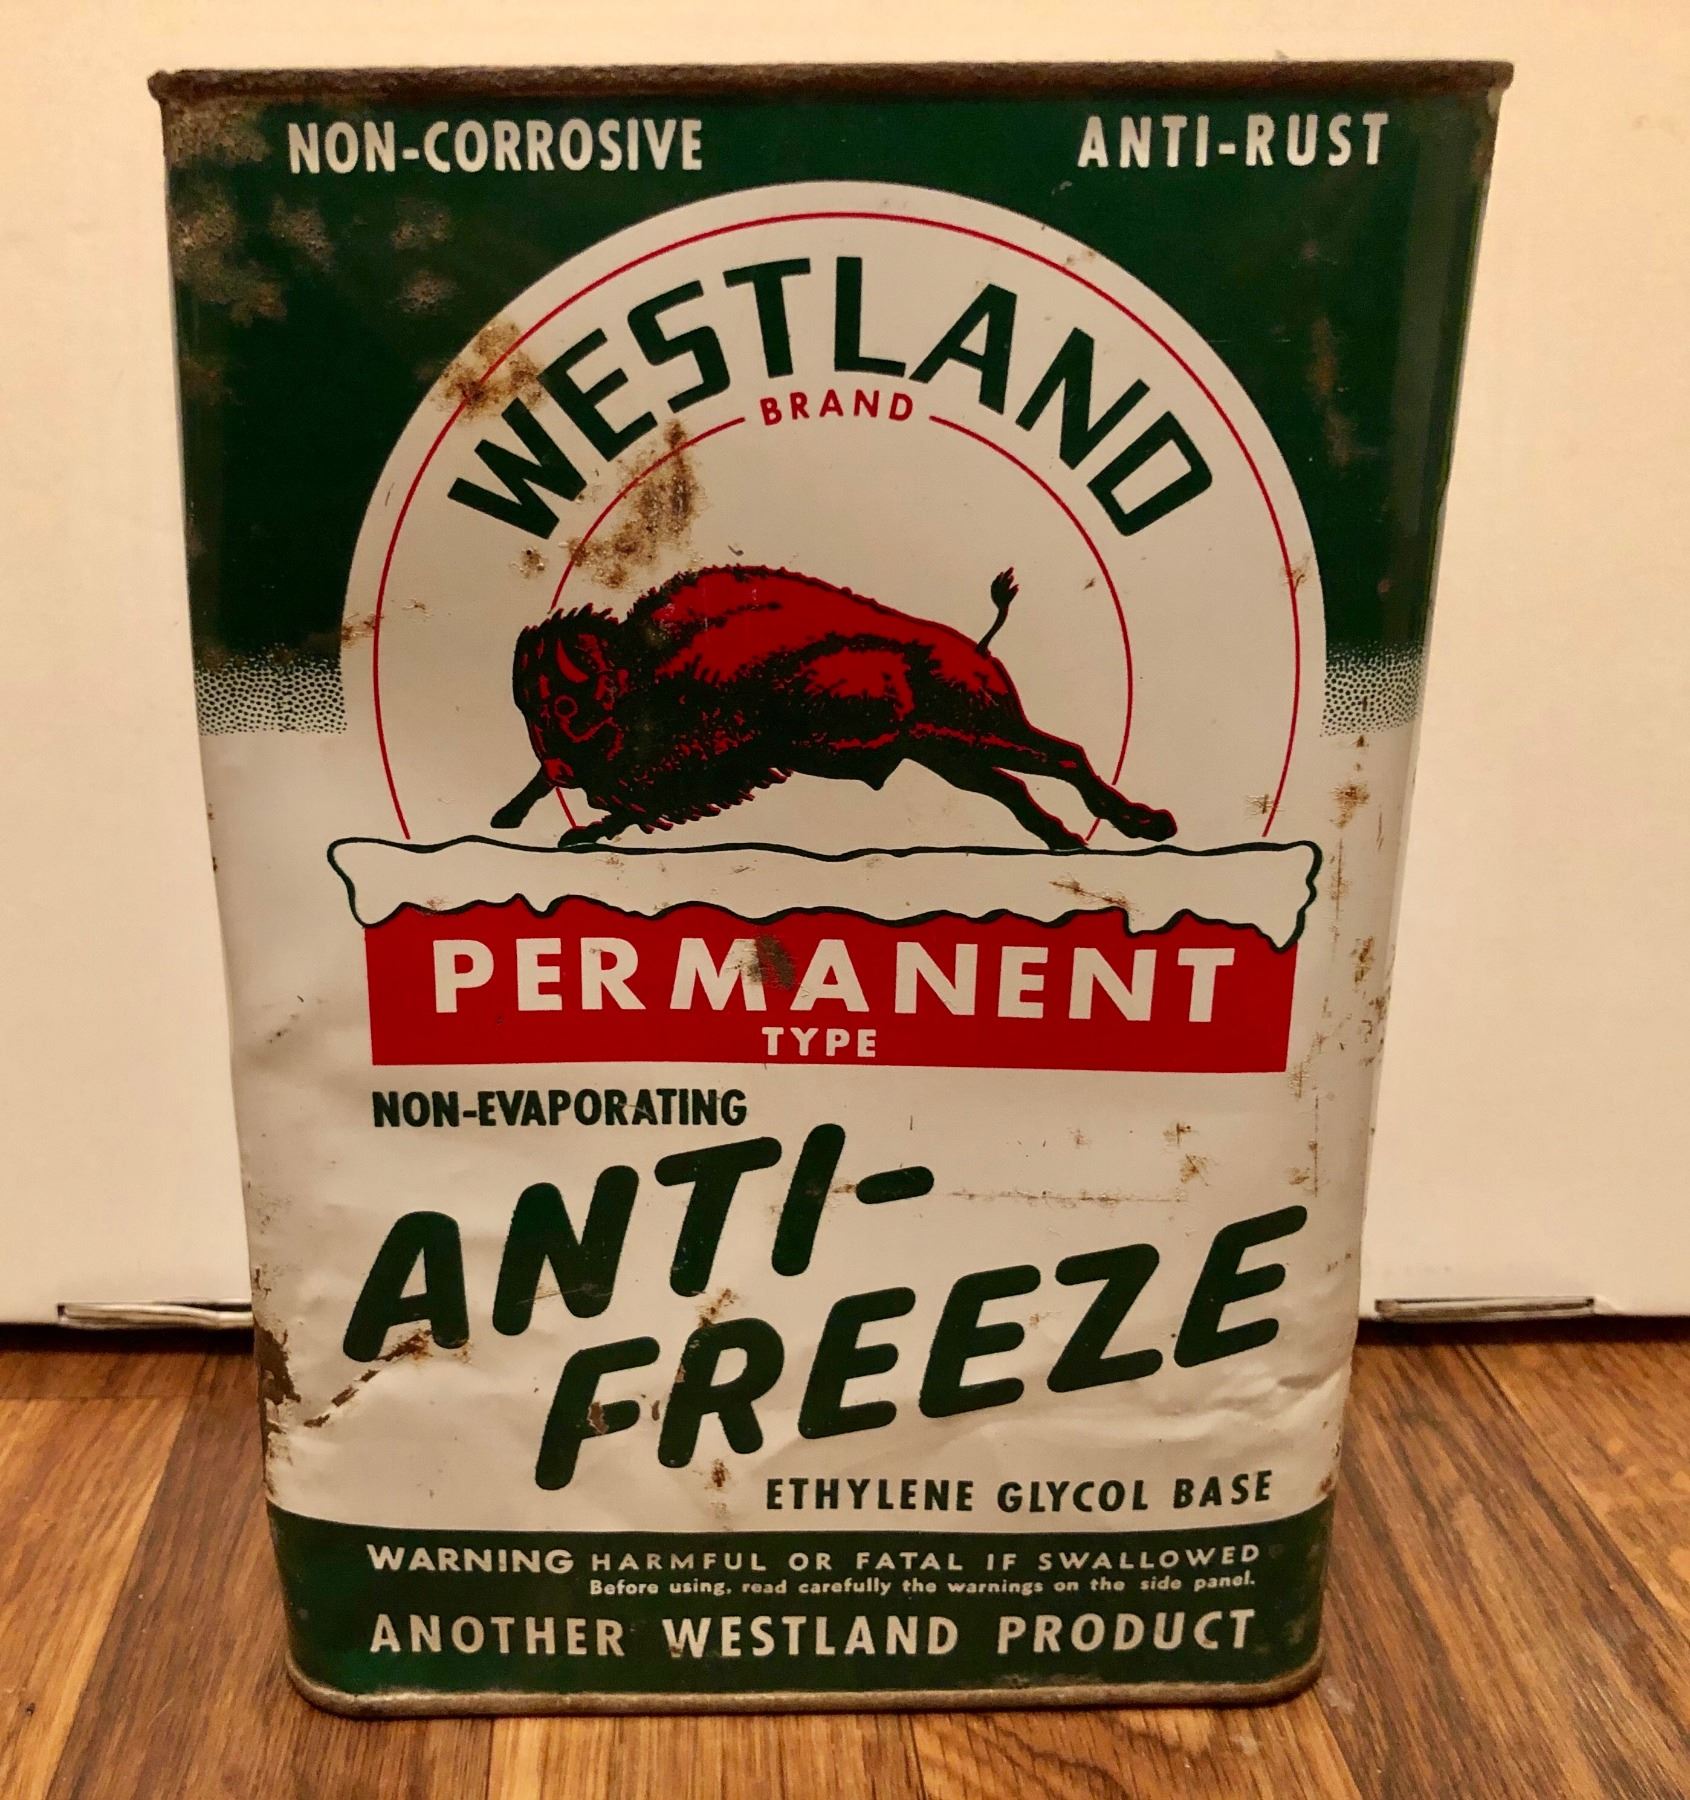 NON-CORROSIVE ANTI-RUST
WESTLAND
BRAND
PERMANENT
TYPE
NON-EVAPORATING
ANTI-
FREEZE
ETHYLENE GLYCOL BASE
WARNING HARMFUL OR FATAL IF SWALLOWED
Before using, read carefully the warnings on the side panel.
ANOTHER WESTLAND PRODUCT